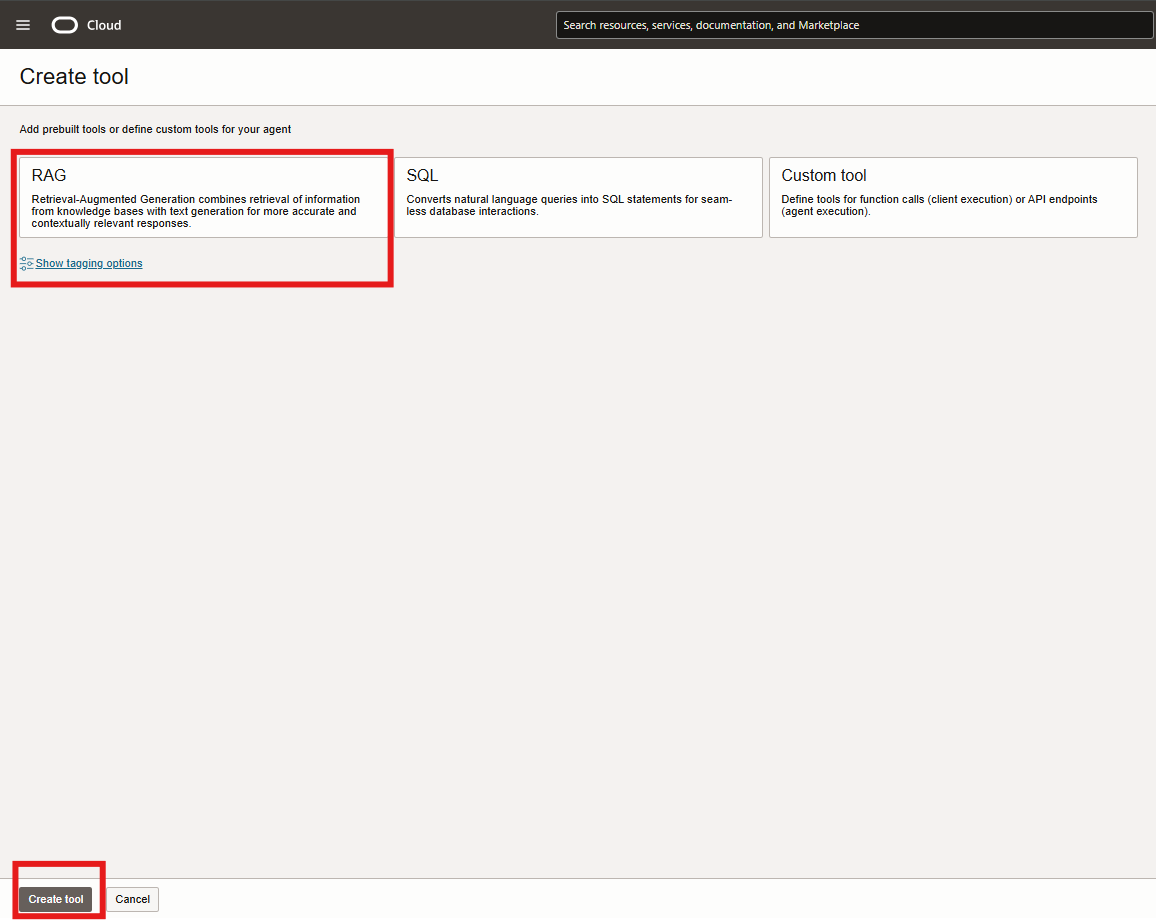 Cloud
Search resources, services, documentation, and Marketplace
Create tool
Add prebuilt tools or define custom tools for your agent
RAG
Retrieval-Augmented Generation combines retrieval of information
from knowledge bases with text generation for more accurate and
contextually relevant responses.
SQL
Converts natural language queries into SQL statements for seam-
less database interactions.
Custom tool
Define tools for function calls (client execution) or API endpoints
(agent execution).
Show tagging options
Create tool
Cancel